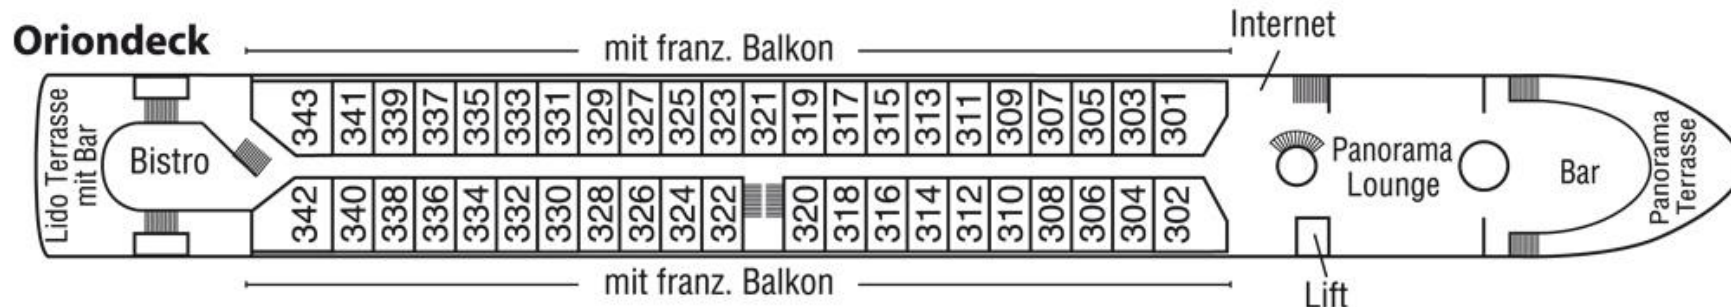 Oriondeck
mit franz. Balkon
Internet
343 341 339 337 335 333 331 329 327 325 323 321 319 317 315 313 311 309 307 305 303 301
Lido Terrasse
mit Bar
Bistro
Panorama
Lounge
Bar
Panorama
Terrasse
342 340 338 336 334 332 330 328 326 324 322 320 318 316 314 312 310 308 306 304 302
mit franz. Balkon
Lift